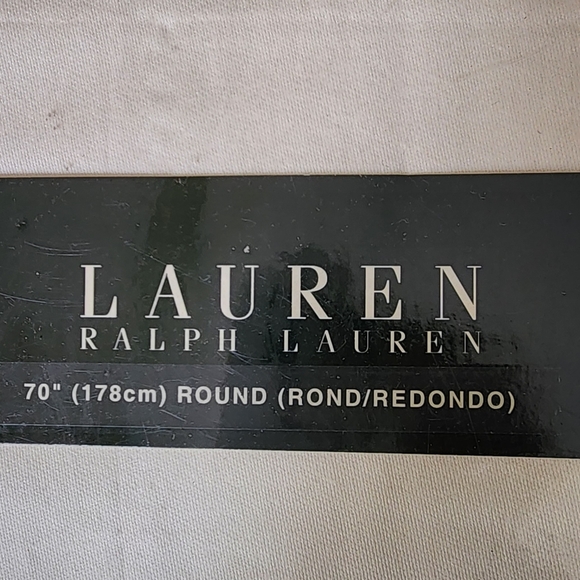 LAUREN
RALPH LAUREN
70" (178cm) ROUND (ROND/REDONDO)